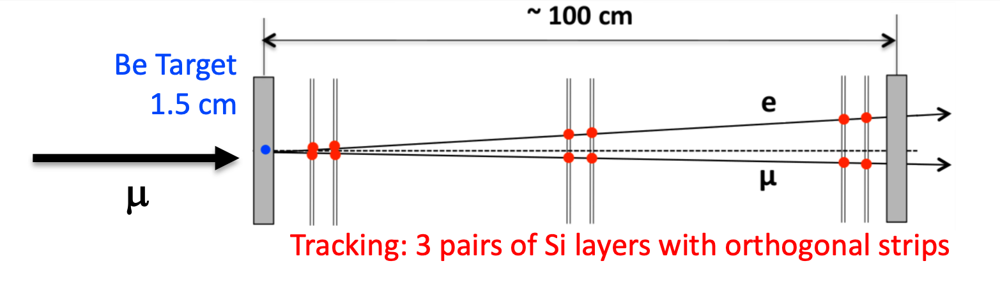 ~ 100 cm
Be Target
1.5 cm
e
μ
μ
Tracking: 3 pairs of Si layers with orthogonal strips